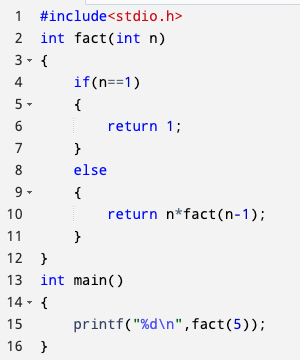 1 #include<stdio.h>
2 int fact(int n)
3 {
4     if(n==1)
5     {
6         return 1;
7     }
8     else
9     {
10         return n*fact(n-1);
11     }
12 }
13 int main()
14 {
15     printf("%d\n",fact(5));
16 }